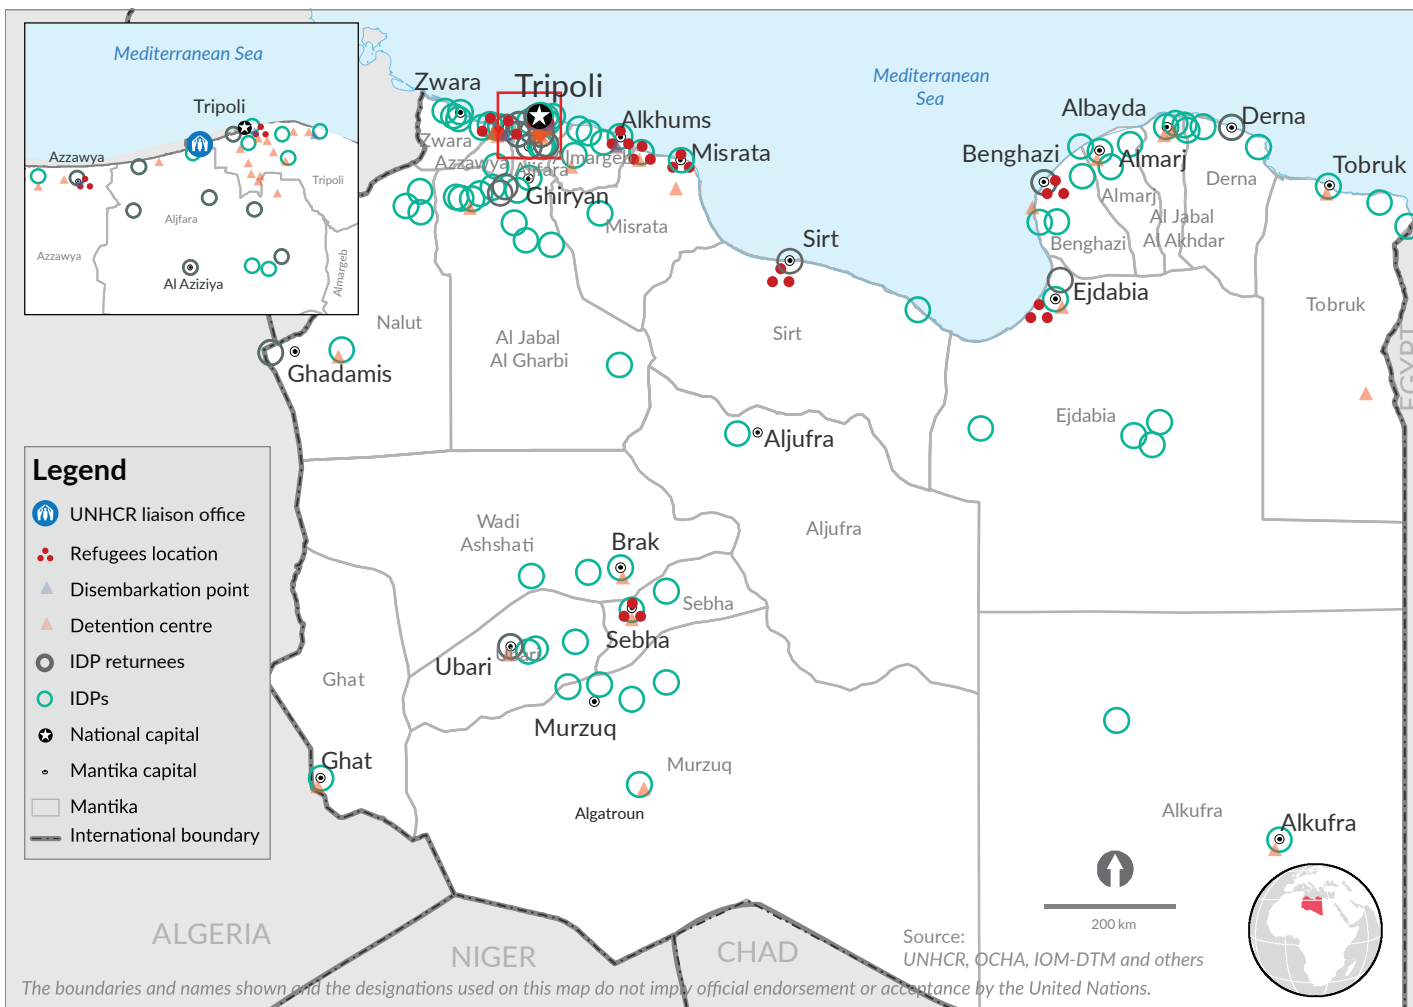 Mediterranean Sea
Tripoli
Azzawya
Tripoli
Aljfara
Azzawya
Almargeb
Al Aziziya
Mediterranean
Sea
Zwara
Tripoli
Alkhums
Misrata
Zwara
Azzawya
Aljfara
Almargeb
Ghiryan
Misrata
Albayda
Derna
Benghazi
Almarj
Tobruk
Almarj
Derna
Al Jabal
Al Akhdar
Benghazi
Sirt
Ejdabia
Tobruk
EGYPT
Nalut
Al Jabal
Al Gharbi
Sirt
Ghadamis
Ejdabia
Aljufra
Aljufra
Wadi
Ashshati
Brak
Sebha
Sebha
Ubari
Ubari
Ghat
Murzuq
Murzuq
Ghat
Algatroun
Alkufra
Alkufra
Legend
UNHCR liaison office
Refugees location
Disembarkation point
Detention centre
IDP returnees
IDPs
National capital
Mantika capital
Mantika
International boundary
200 km
ALGERIA
NIGER
CHAD
Source:
UNHCR, OCHA, IOM-DTM and others
The boundaries and names shown and the designations used on this map do not imply official endorsement or acceptance by the United Nations.